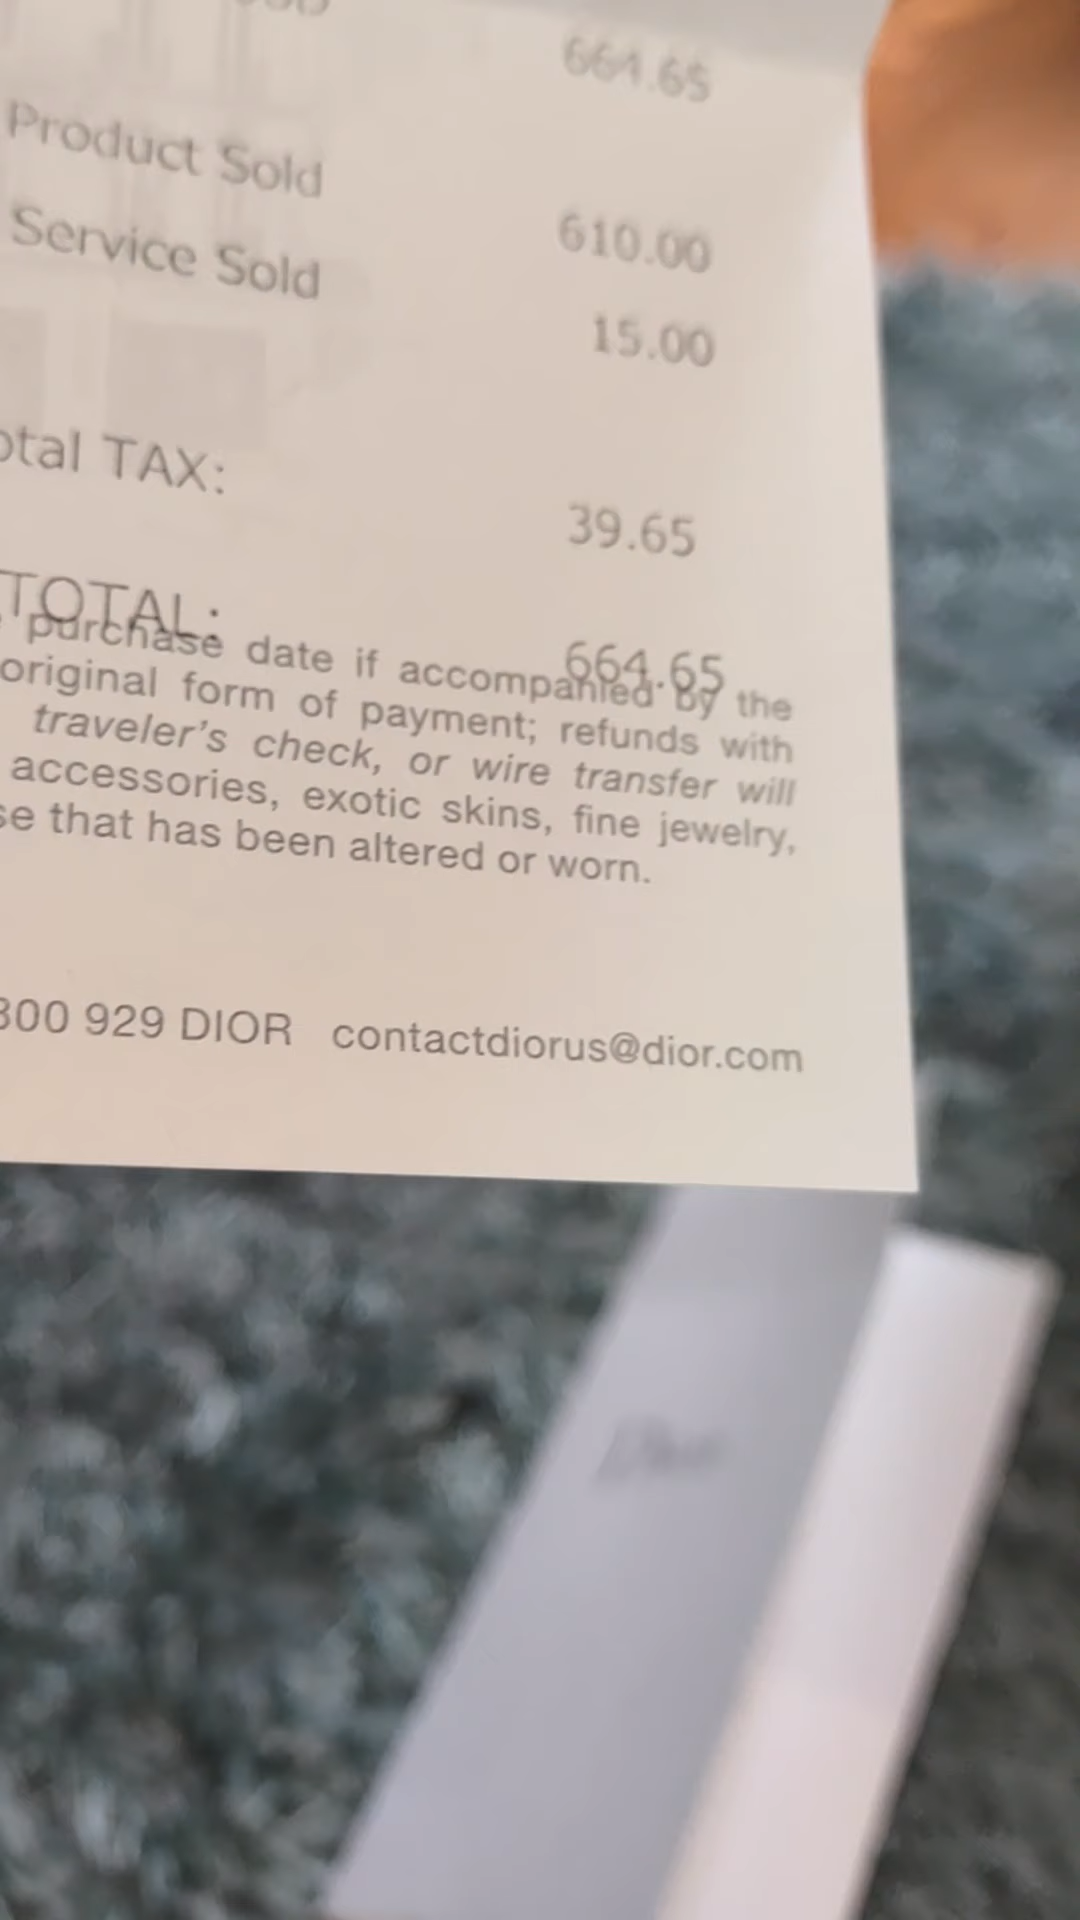 664.65
Product Sold
610.00
Service Sold
15.00
otal TAX:
39.65
TOTAL:
664.65
purchase date if accompanied by the
original form of payment; refunds with
traveler's check, or wire transfer will
accessories, exotic skins, fine jewelry,
se that has been altered or worn.
800 929 DIOR contactdiorus@dior.com
Dior